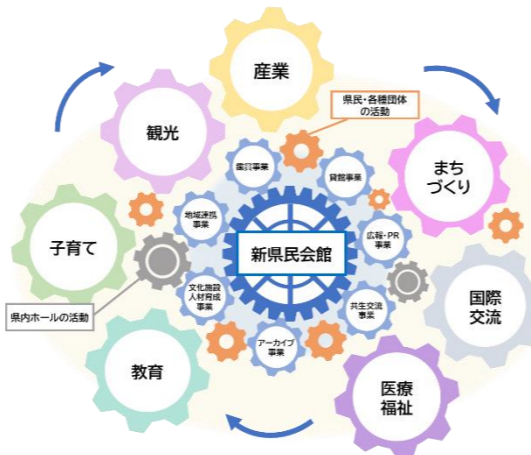 産業
県民・各種団体
の活動
観光
まち
づくり
鑑賞事業
貸館事業
地域連携
事業
広報・PR
事業
子育て
新県民会館
国際
交流
文化施設
人材育成
事業
共生交流
事業
県内ホールの活動
アーカイブ
事業
教育
医療
福祉